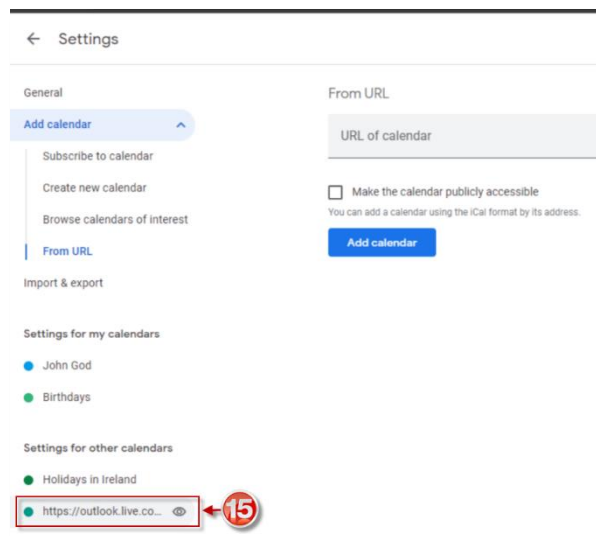 Settings
General
Add calendar
Subscribe to calendar
Create new calendar
Browse calendars of interest
From URL
Import & export
Settings for my calendars
John God
Birthdays
Settings for other calendars
Holidays in Ireland
https://outlook.live.co...
15
From URL
URL of calendar
Make the calendar publicly accessible
You can add a calendar using the iCal format by its address.
Add calendar